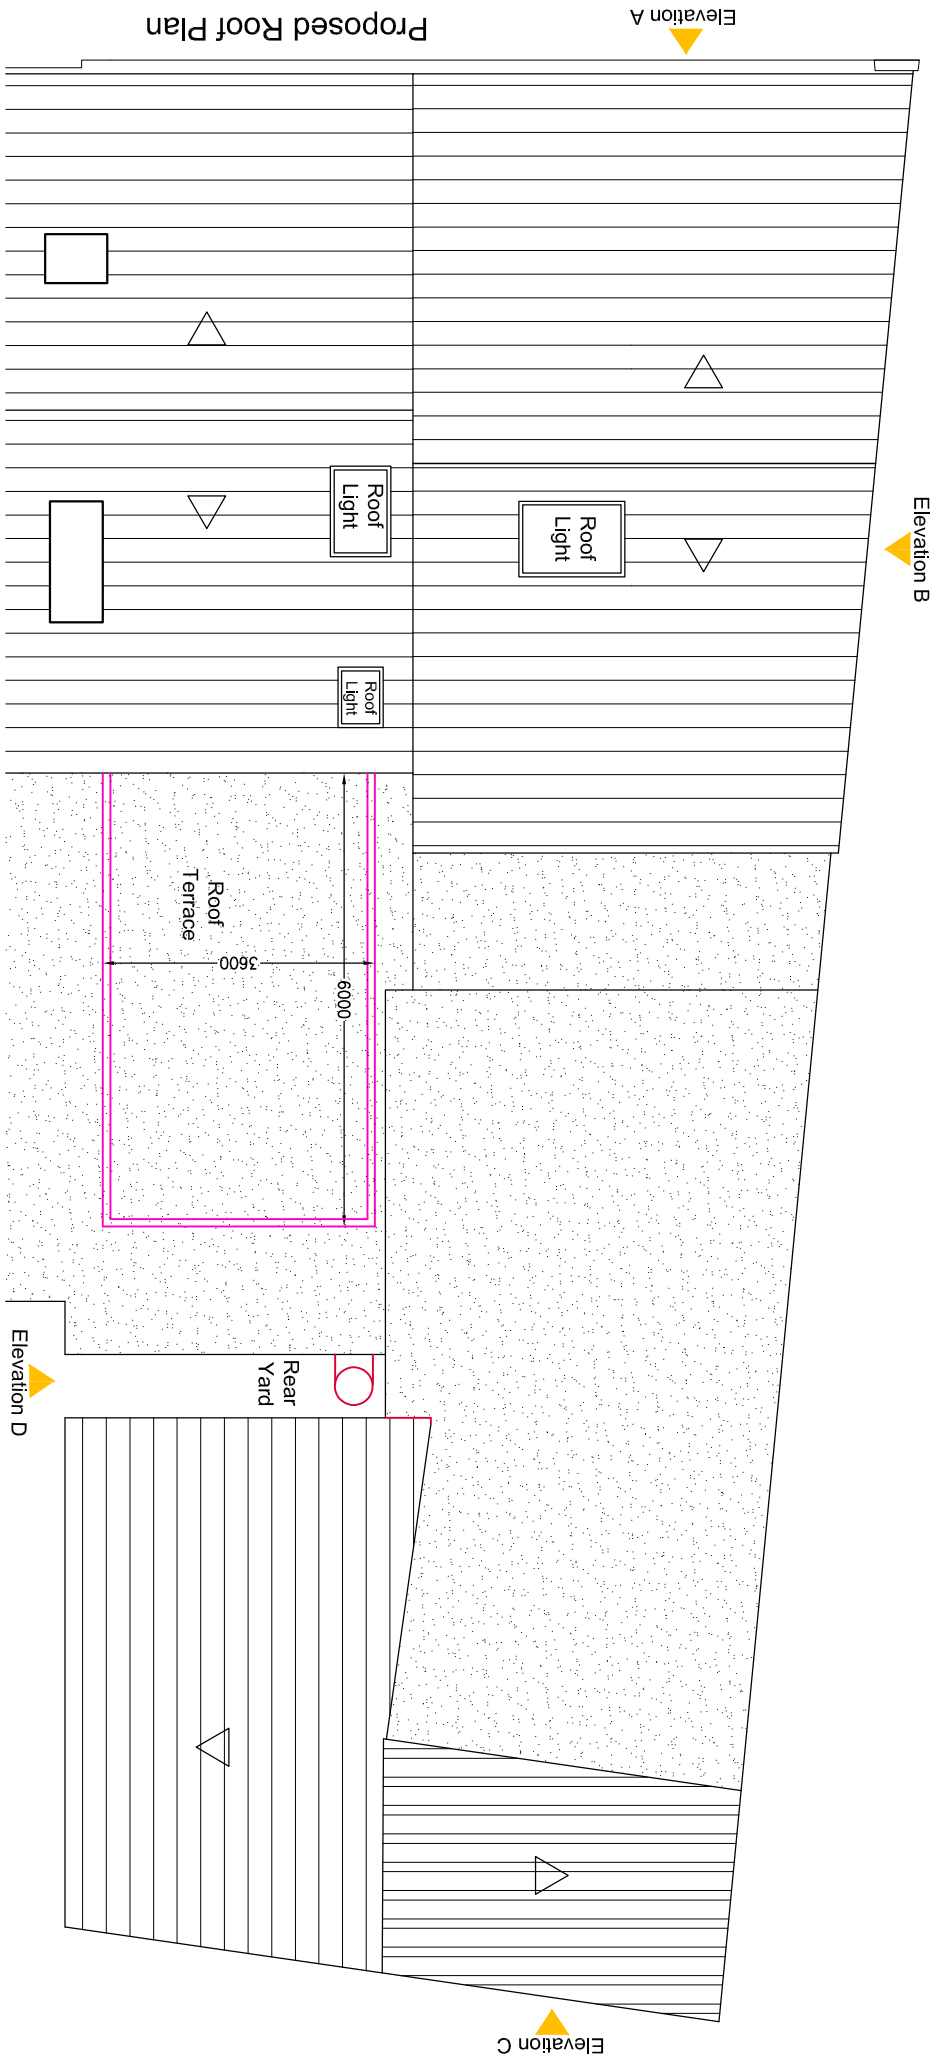 Proposed Roof Plan
Elevation A
Elevation B
Roof
Light
Roof
Light
Roof
Light
Roof
Terrace
3600
6000
Rear
Yard
Elevation D
Elevation C